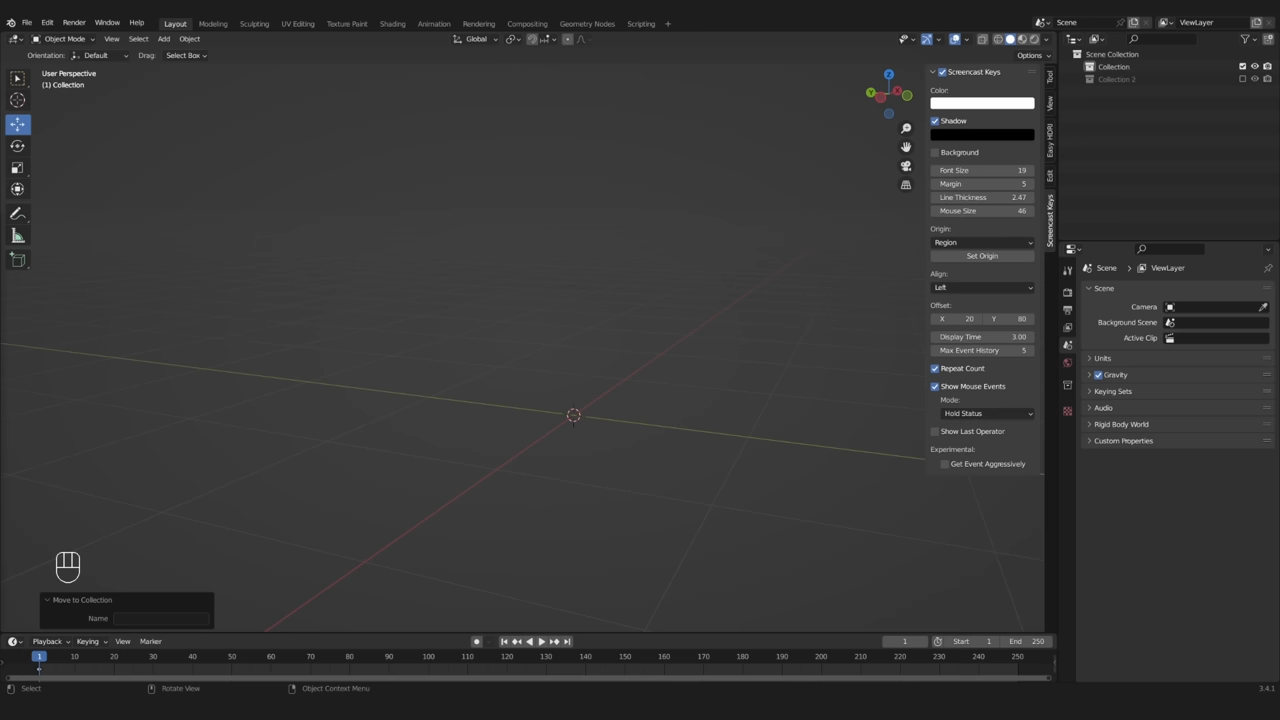 File Edit Render Window Help Layout Modeling Sculpting UV Editing Texture Paint Shading Animation Rendering Compositing Geometry Nodes Scripting + Scene ViewLayer
Object Mode View Select Add Object Global
Orientation: Default Drag: Select Box Options
User Perspective
(1) Collection
Z
Y
X
Screencast Keys
Color:
Shadow
Background
Font Size 19
Margin 5
Line Thickness 2.47
Mouse Size 46
Origin:
Region
Set Origin
Align:
Left
Offset:
X 20 Y 80
Display Time 3.00
Max Event History 5
Repeat Count
Show Mouse Events
Mode:
Hold Status
Show Last Operator
Experimental:
Get Event Aggressively
Tool
View
Easy HDRI
Edit
Screencast Keys
Scene Collection
Collection
Collection 2
Scene ViewLayer
Scene
Camera
Background Scene
Active Clip
Units
Gravity
Keying Sets
Audio
Rigid Body World
Custom Properties
Move to Collection
Name
Playback Keying View Marker 1 Start 1 End 250
1 10 20 30 40 50 60 70 80 90 100 110 120 130 140 150 160 170 180 190 200 210 220 230 240 250
Select Rotate View Object Context Menu 3.4.1